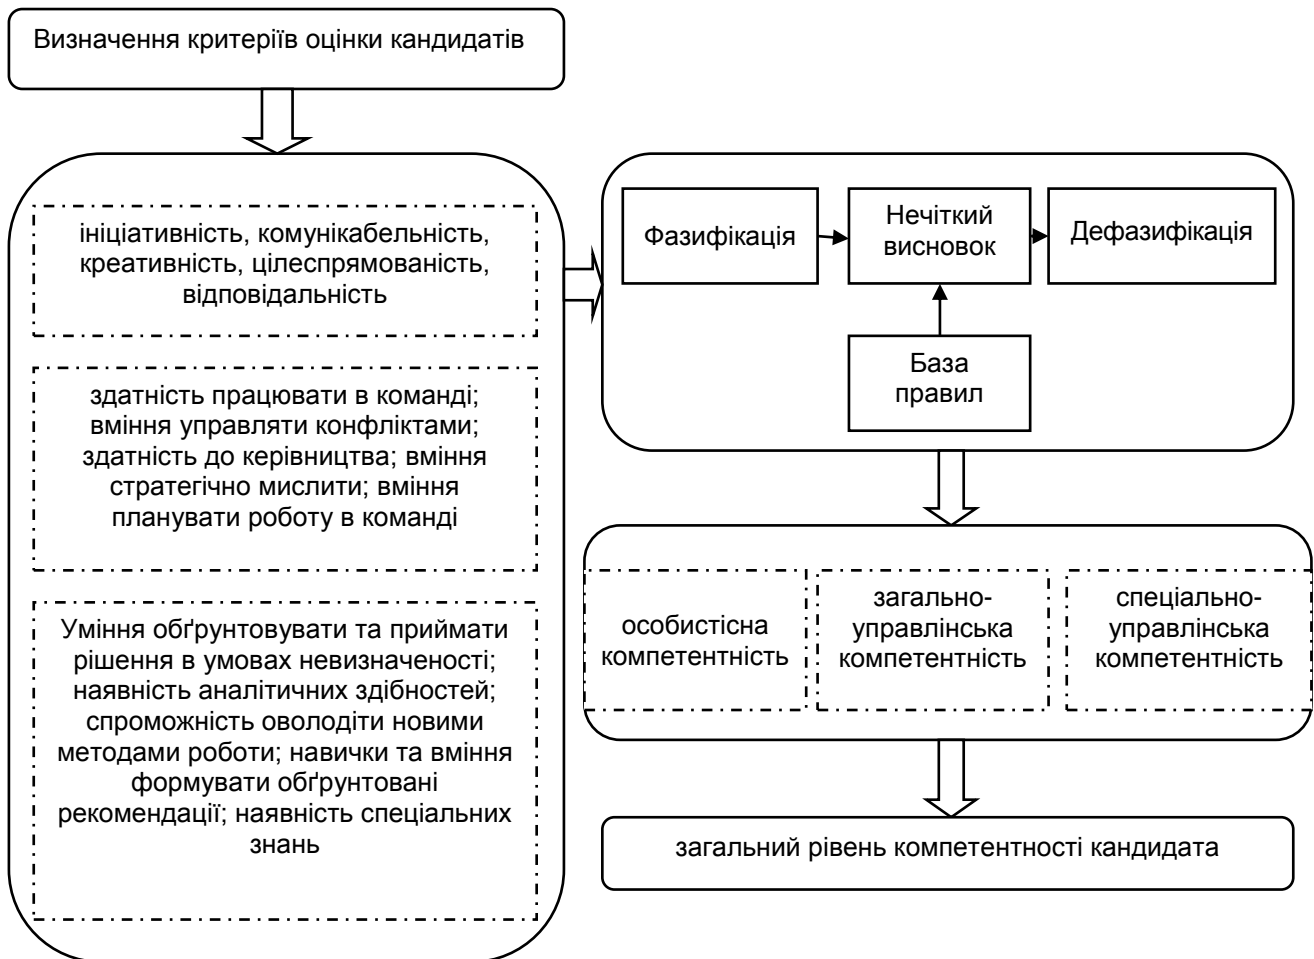 Визначення критеріїв оцінки кандидатів
ініціативність, комунікабельність,
креативність, цілеспрямованість,
відповідальність
здатність працювати в команді;
вміння управляти конфліктами;
здатність до керівництва; вміння
стратегічно мислити; вміння
планувати роботу в команді
Уміння обґрунтовувати та приймати
рішення в умовах невизначеності;
наявність аналітичних здібностей;
спроможність оволодіти новими
методами роботи; навички та вміння
формувати обґрунтовані
рекомендації; наявність спеціальних
знань
Фазифікація
Нечіткий
висновок
Дефазифікація
База
правил
особистісна
компетентність
загально-
управлінська
компетентність
спеціально-
управлінська
компетентність
загальний рівень компетентності кандидата